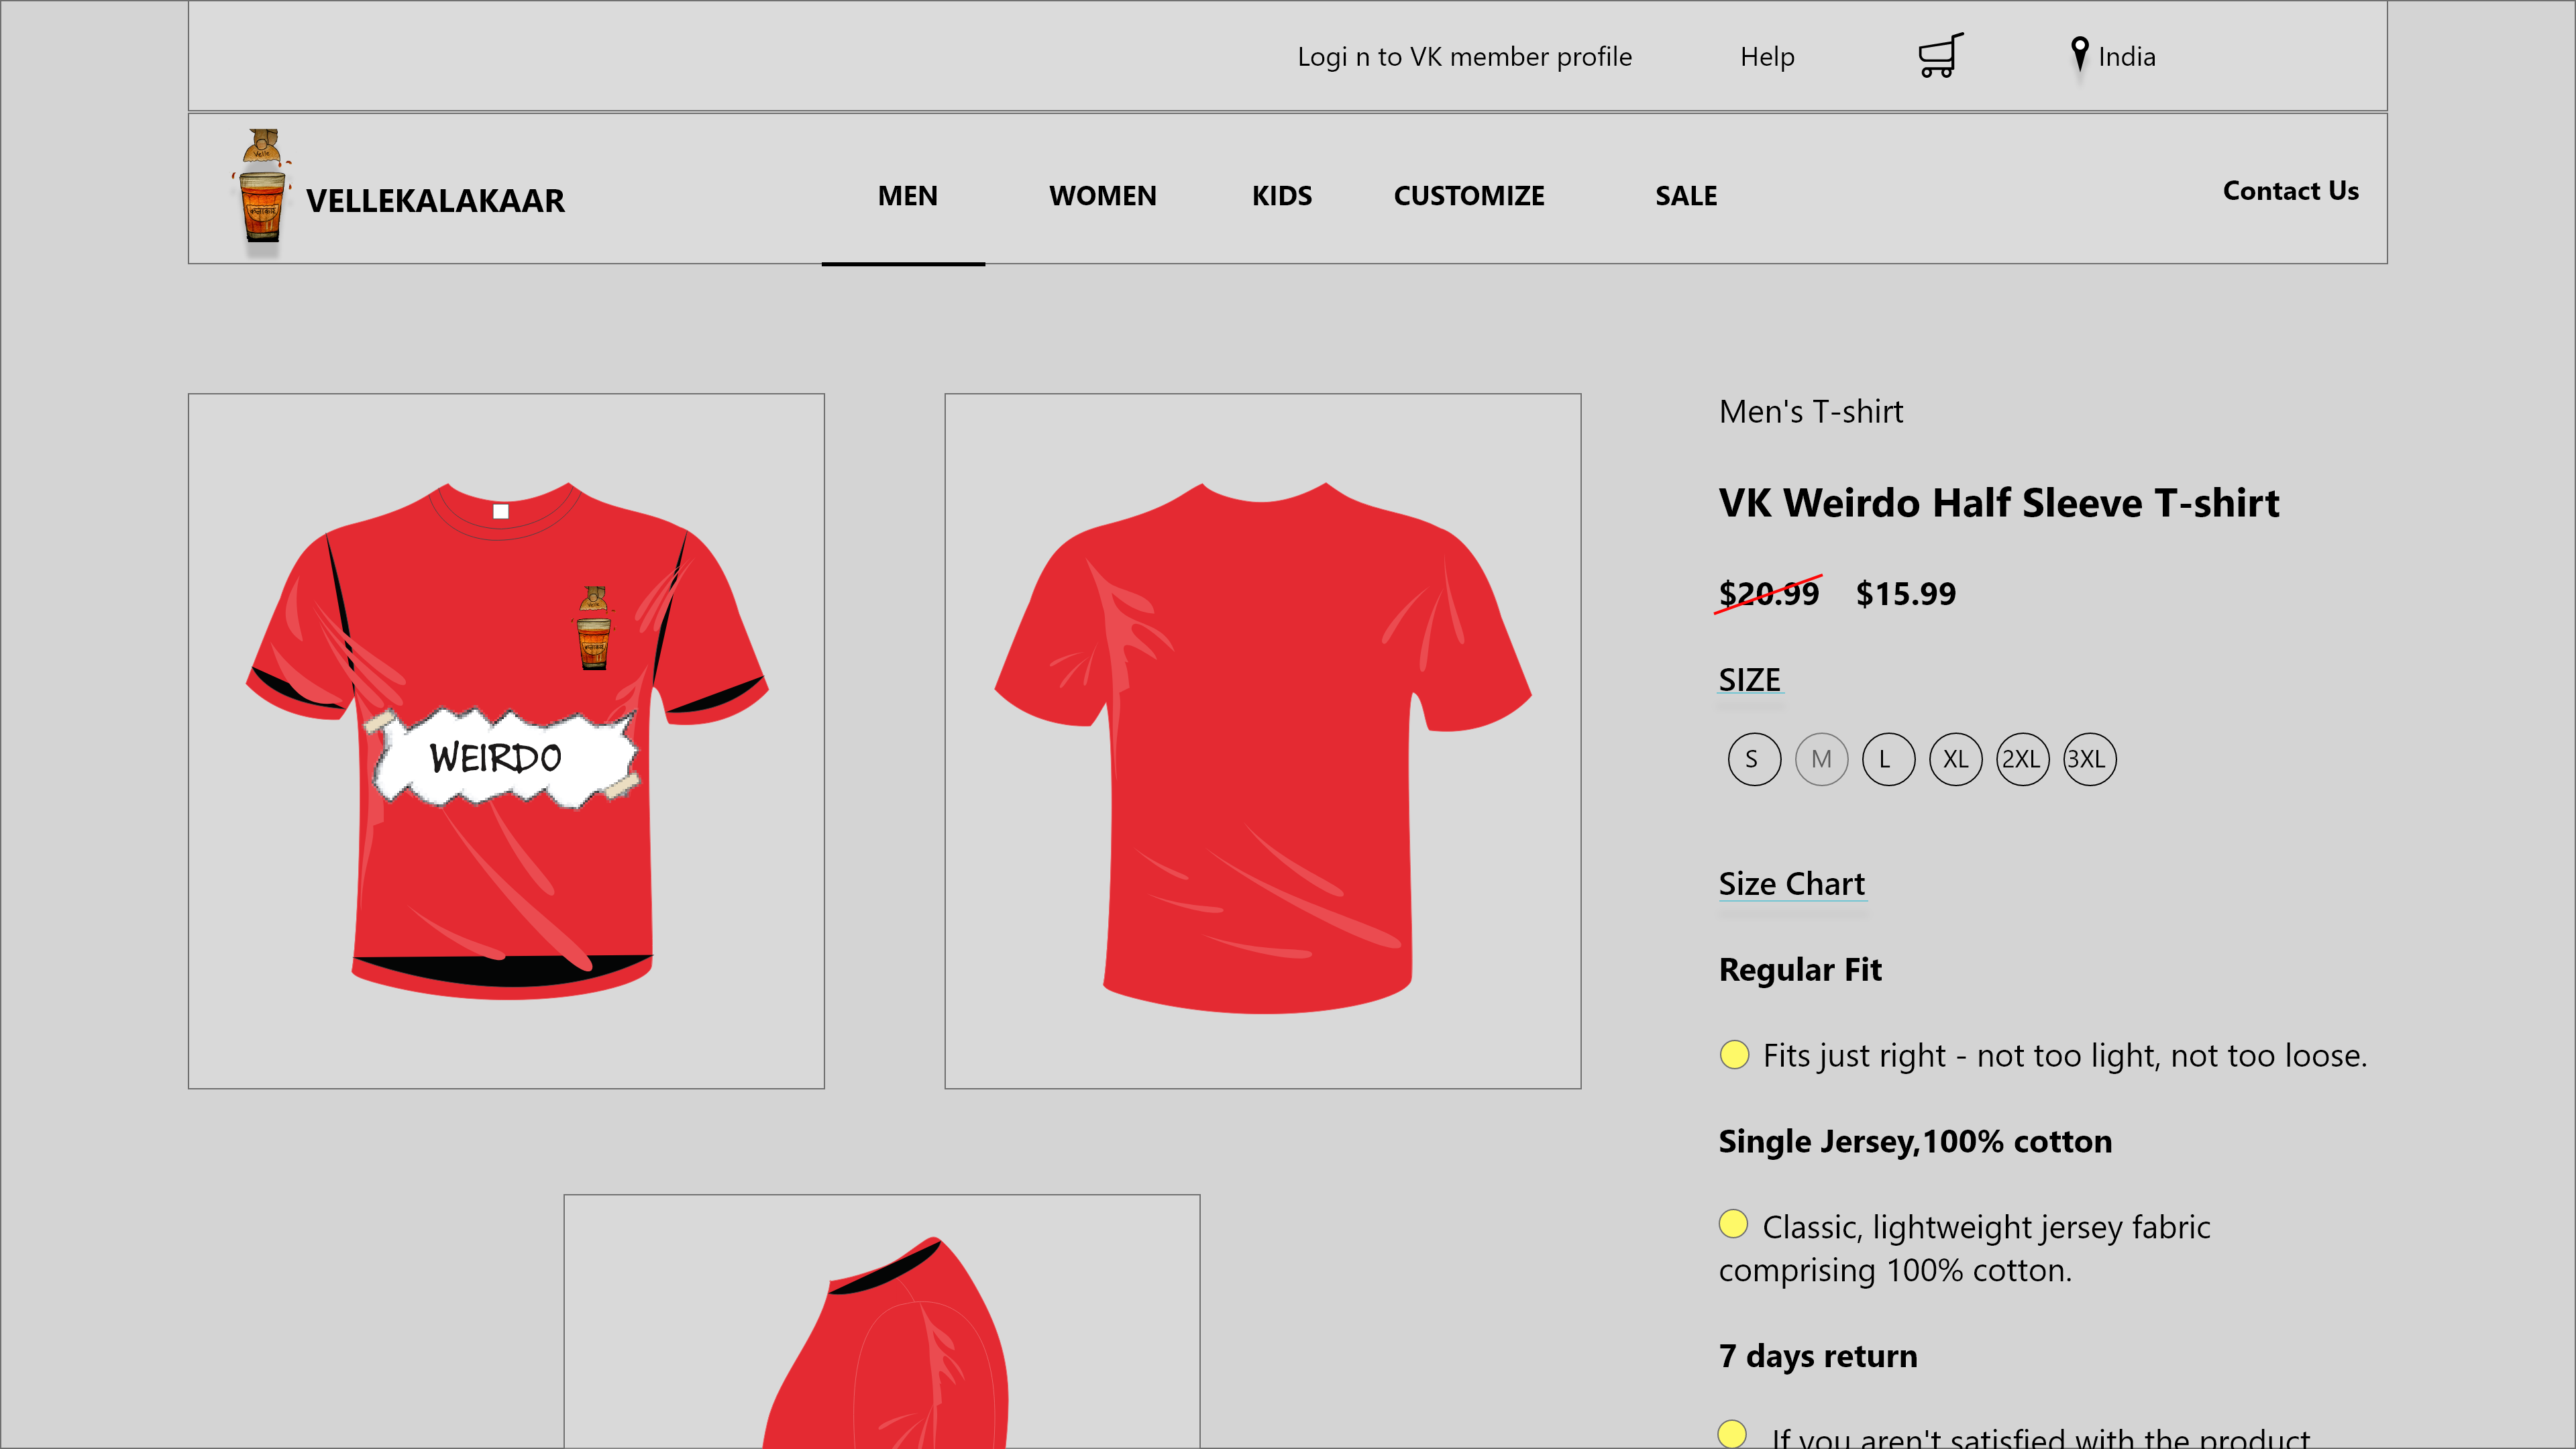 Logi n to VK member profile
Help
India
Velle
कलाकार
VELLEKALAKAAR
MEN
WOMEN
KIDS
CUSTOMIZE
SALE
Contact Us
WEIRDO
Men's T-shirt
VK Weirdo Half Sleeve T-shirt
$20.99 $15.99
SIZE
S M L XL 2XL 3XL
Size Chart
Regular Fit
Fits just right - not too light, not too loose.
Single Jersey,100% cotton
Classic, lightweight jersey fabric
comprising 100% cotton.
7 days return
If you aren't satisfied with the product